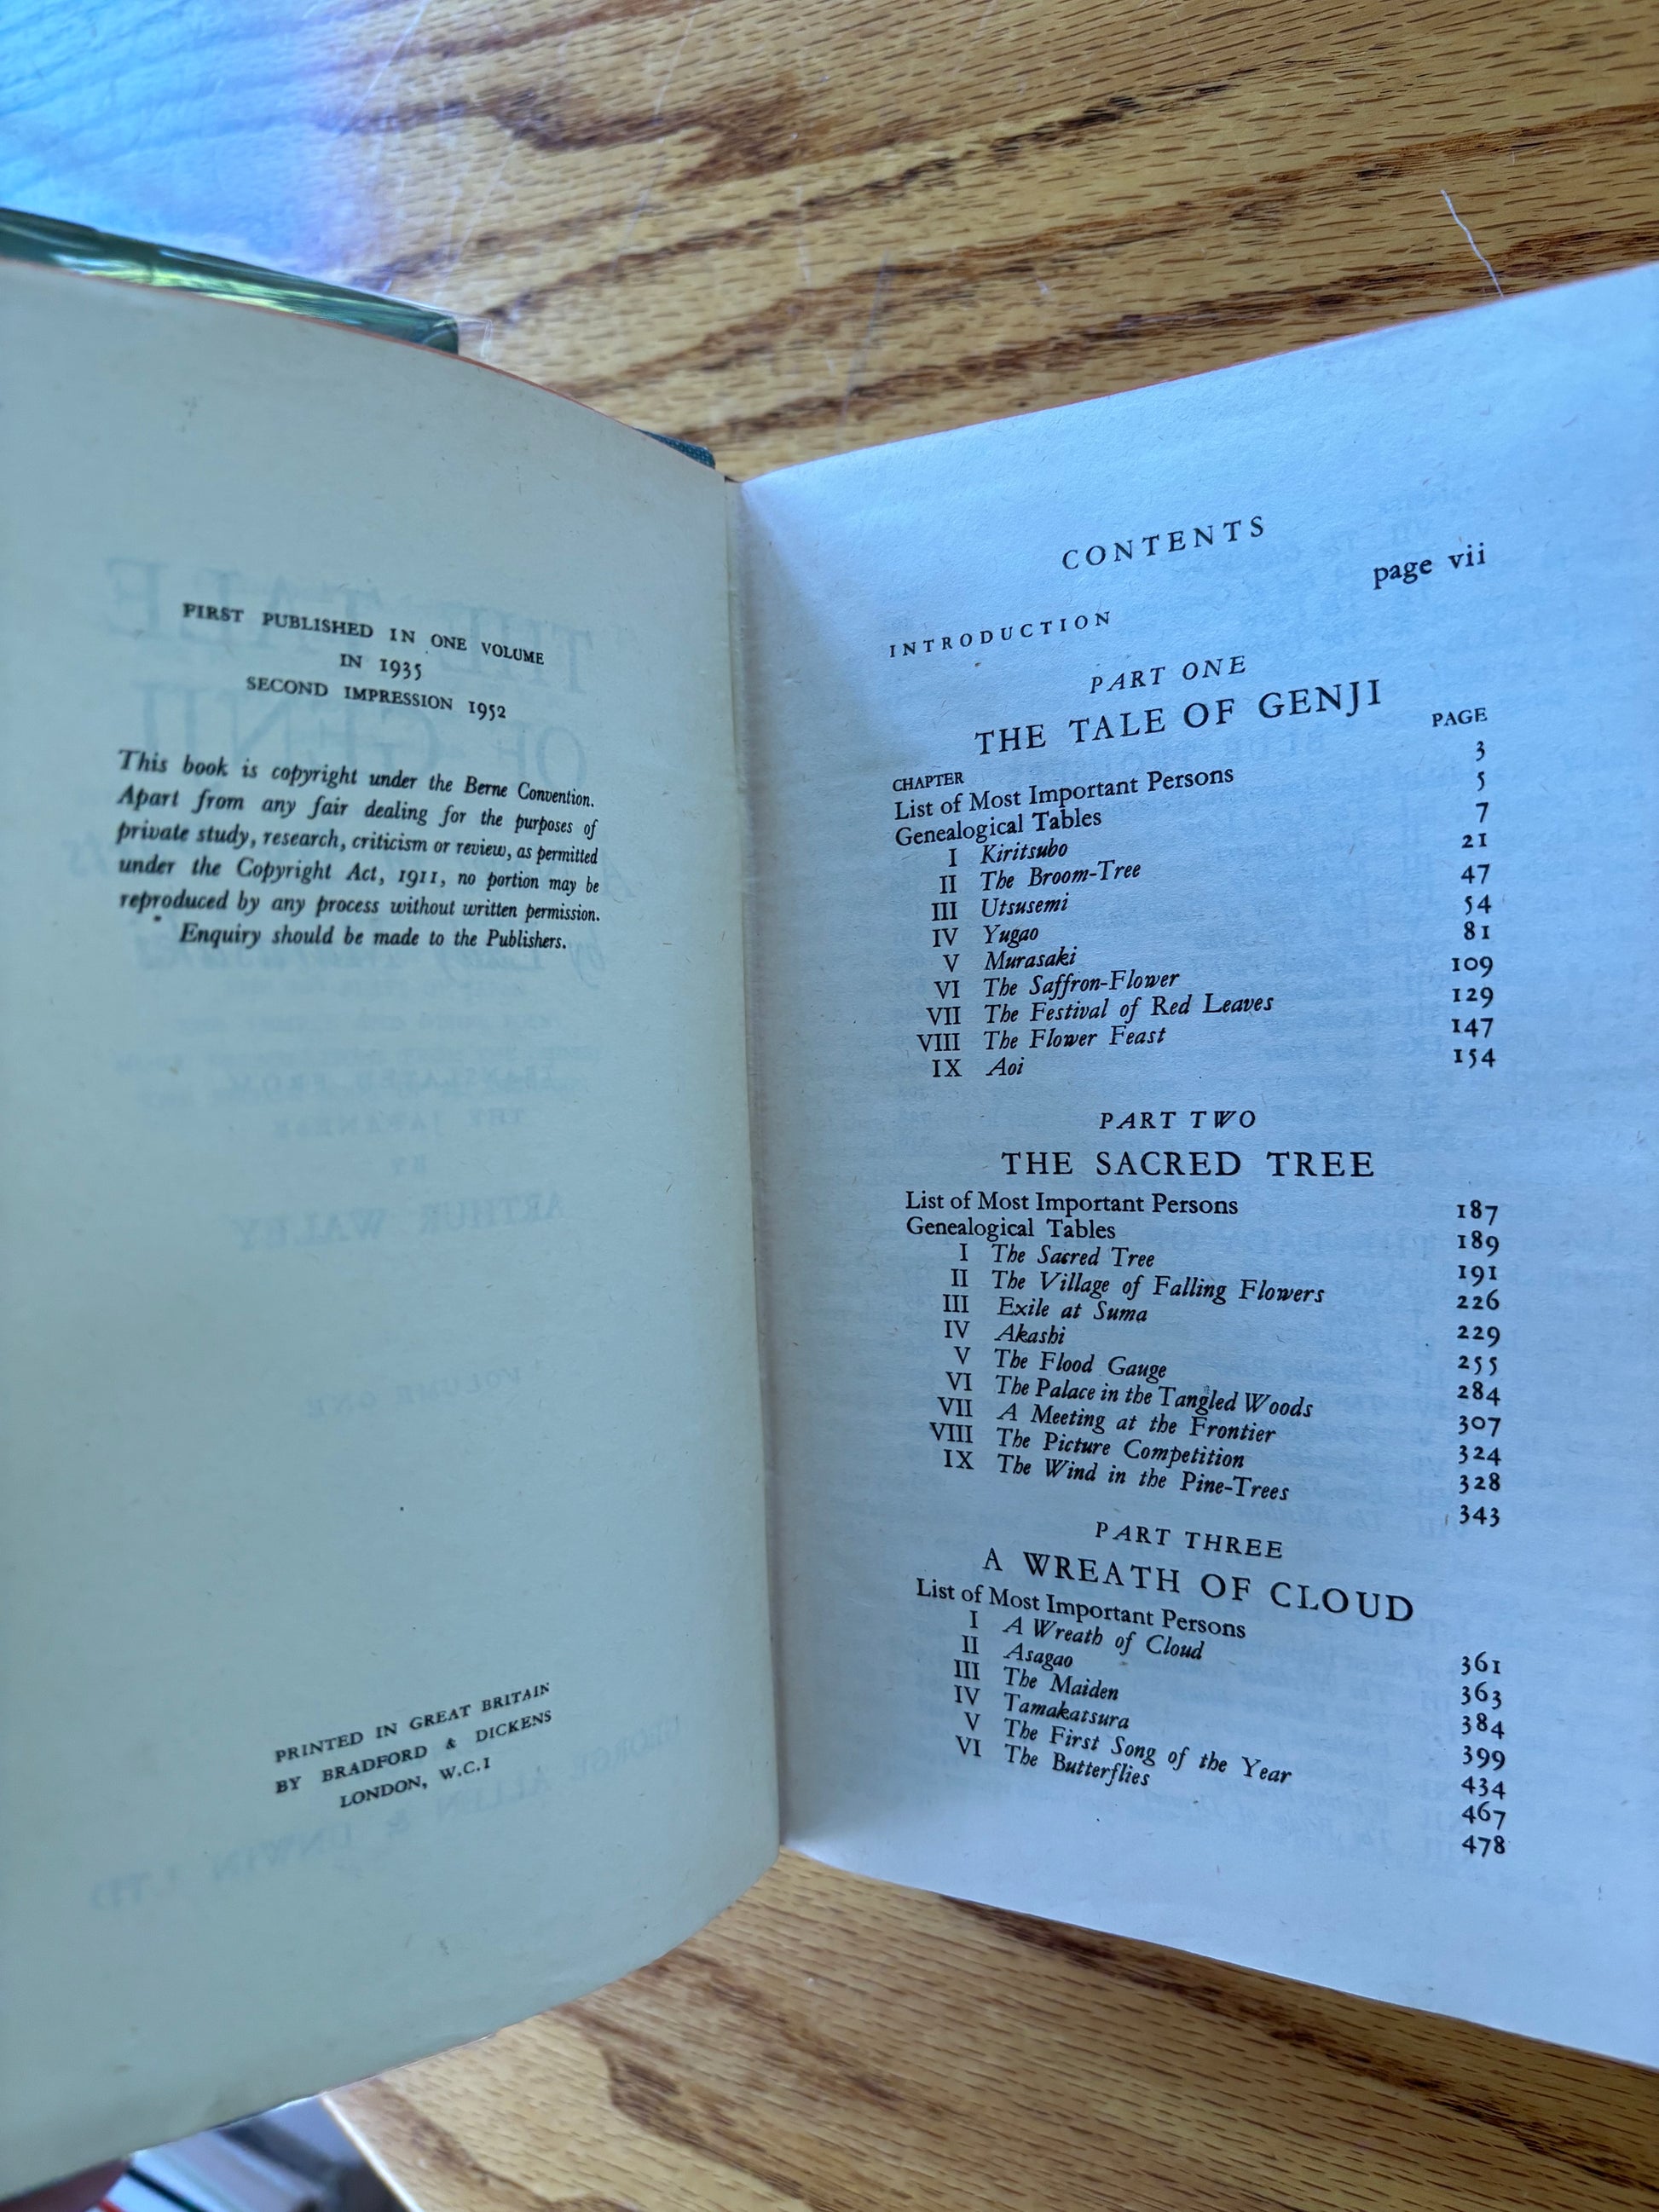 FIRST PUBLISHED IN ONE VOLUME
IN 1935
SECOND IMPRESSION 1952
This book is copyright under the Berne Convention.
Apart from any fair dealing for the purposes of
private study, research, criticism or review, as permitted
under the Copyright Act, 1911, no portion may be
reproduced by any process without written permission.
Enquiry should be made to the Publishers.
PRINTED IN GREAT BRITAIN
BY BRADFORD & DICKENS
LONDON, W.C.I
CONTENTS
INTRODUCTION page vii
PART ONE
THE TALE OF GENJI
CHAPTER PAGE
List of Most Important Persons 3
Genealogical Tables 5
I Kiritsubo 7
II The Broom-Tree 21
III Utsusemi 47
IV Yugao 54
V Murasaki 81
VI The Saffron-Flower 109
VII The Festival of Red Leaves 129
VIII The Flower Feast 147
IX Aoi 154
PART TWO
THE SACRED TREE
List of Most Important Persons 187
Genealogical Tables 189
I The Sacred Tree 191
II The Village of Falling Flowers 226
III Exile at Suma 229
IV Akashi 255
V The Flood Gauge 284
VI The Palace in the Tangled Woods 307
VII A Meeting at the Frontier 324
VIII The Picture Competition 328
IX The Wind in the Pine-Trees 343
PART THREE
A WREATH OF CLOUD
List of Most Important Persons 361
I A Wreath of Cloud 363
II Asagao 384
III The Maiden 399
IV Tamakatsura 434
V The First Song of the Year 467
VI The Butterflies 478